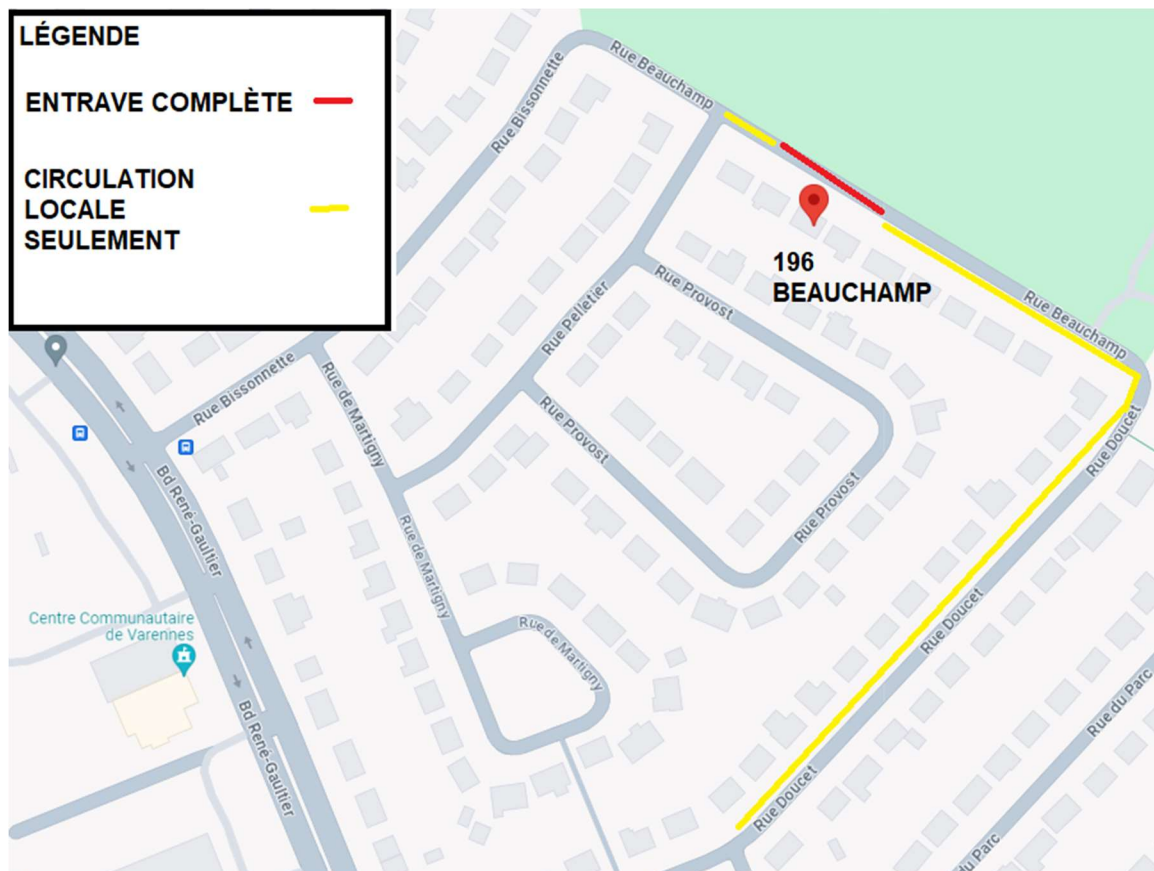 LÉGENDE
ENTRAVE COMPLÈTE
CIRCULATION
LOCALE
SEULEMENT
Rue Beauchamp
Rue Bissonnette
196
BEAUCHAMP
Rue Provost
Rue Pelletier
Rue Beauchamp
Rue Bissonnette
Rue de Martigny
Rue Provost
Rue Doucet
Bd René-Gaultier
Rue Provost
Rue de Martigny
Rue Doucet
Centre Communautaire
de Varennes
Rue de Martigny
Rue du Parc
Bd René-Gaultier
Rue Doucet
du Parc